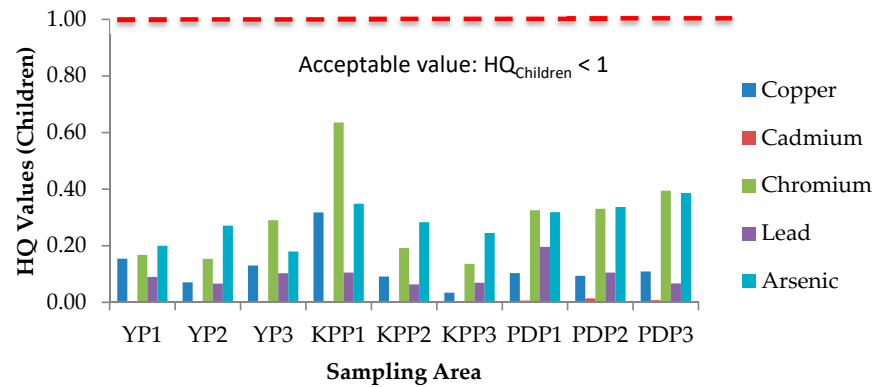 1.00
0.80
0.60
0.40
0.20
0.00
HQ Values (Children)
Acceptable value: HQChildren < 1
YP1 YP2 YP3 KPP1 KPP2 KPP3 PDP1 PDP2 PDP3
Sampling Area
Copper
Cadmium
Chromium
Lead
Arsenic